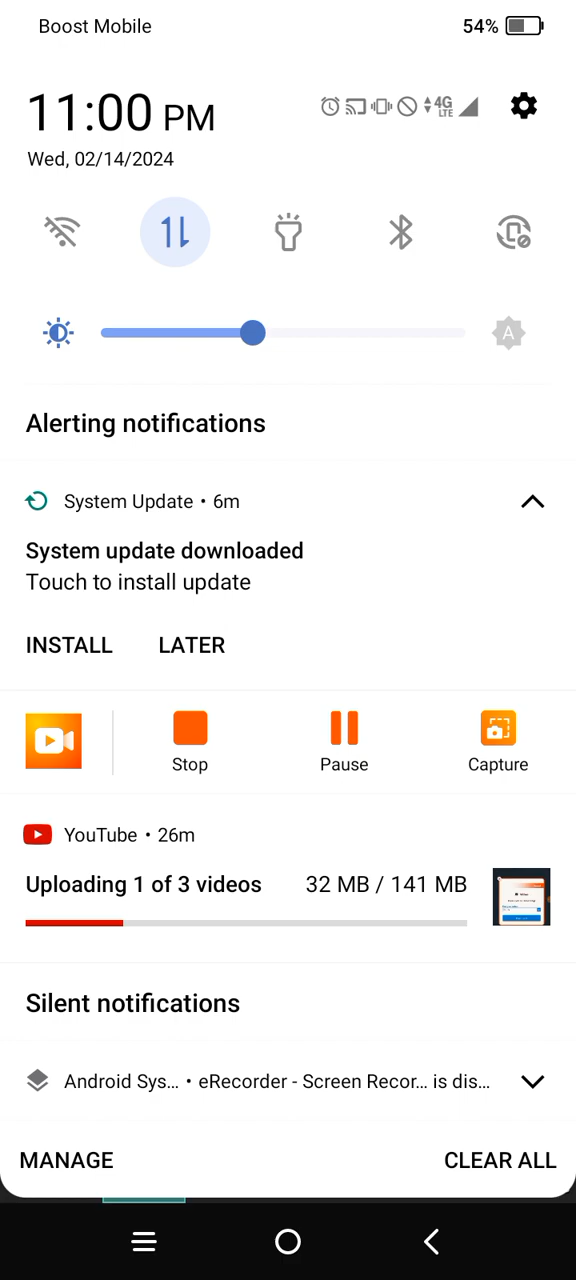 Boost Mobile 54%
11:00 PM 4G LTE
Wed, 02/14/2024
A
Alerting notifications
System Update • 6m
System update downloaded
Touch to install update
INSTALL LATER
Stop Pause Capture
YouTube • 26m
Uploading 1 of 3 videos 32 MB / 141 MB
Silent notifications
Android Sys... • eRecorder - Screen Recor... is dis...
MANAGE CLEAR ALL